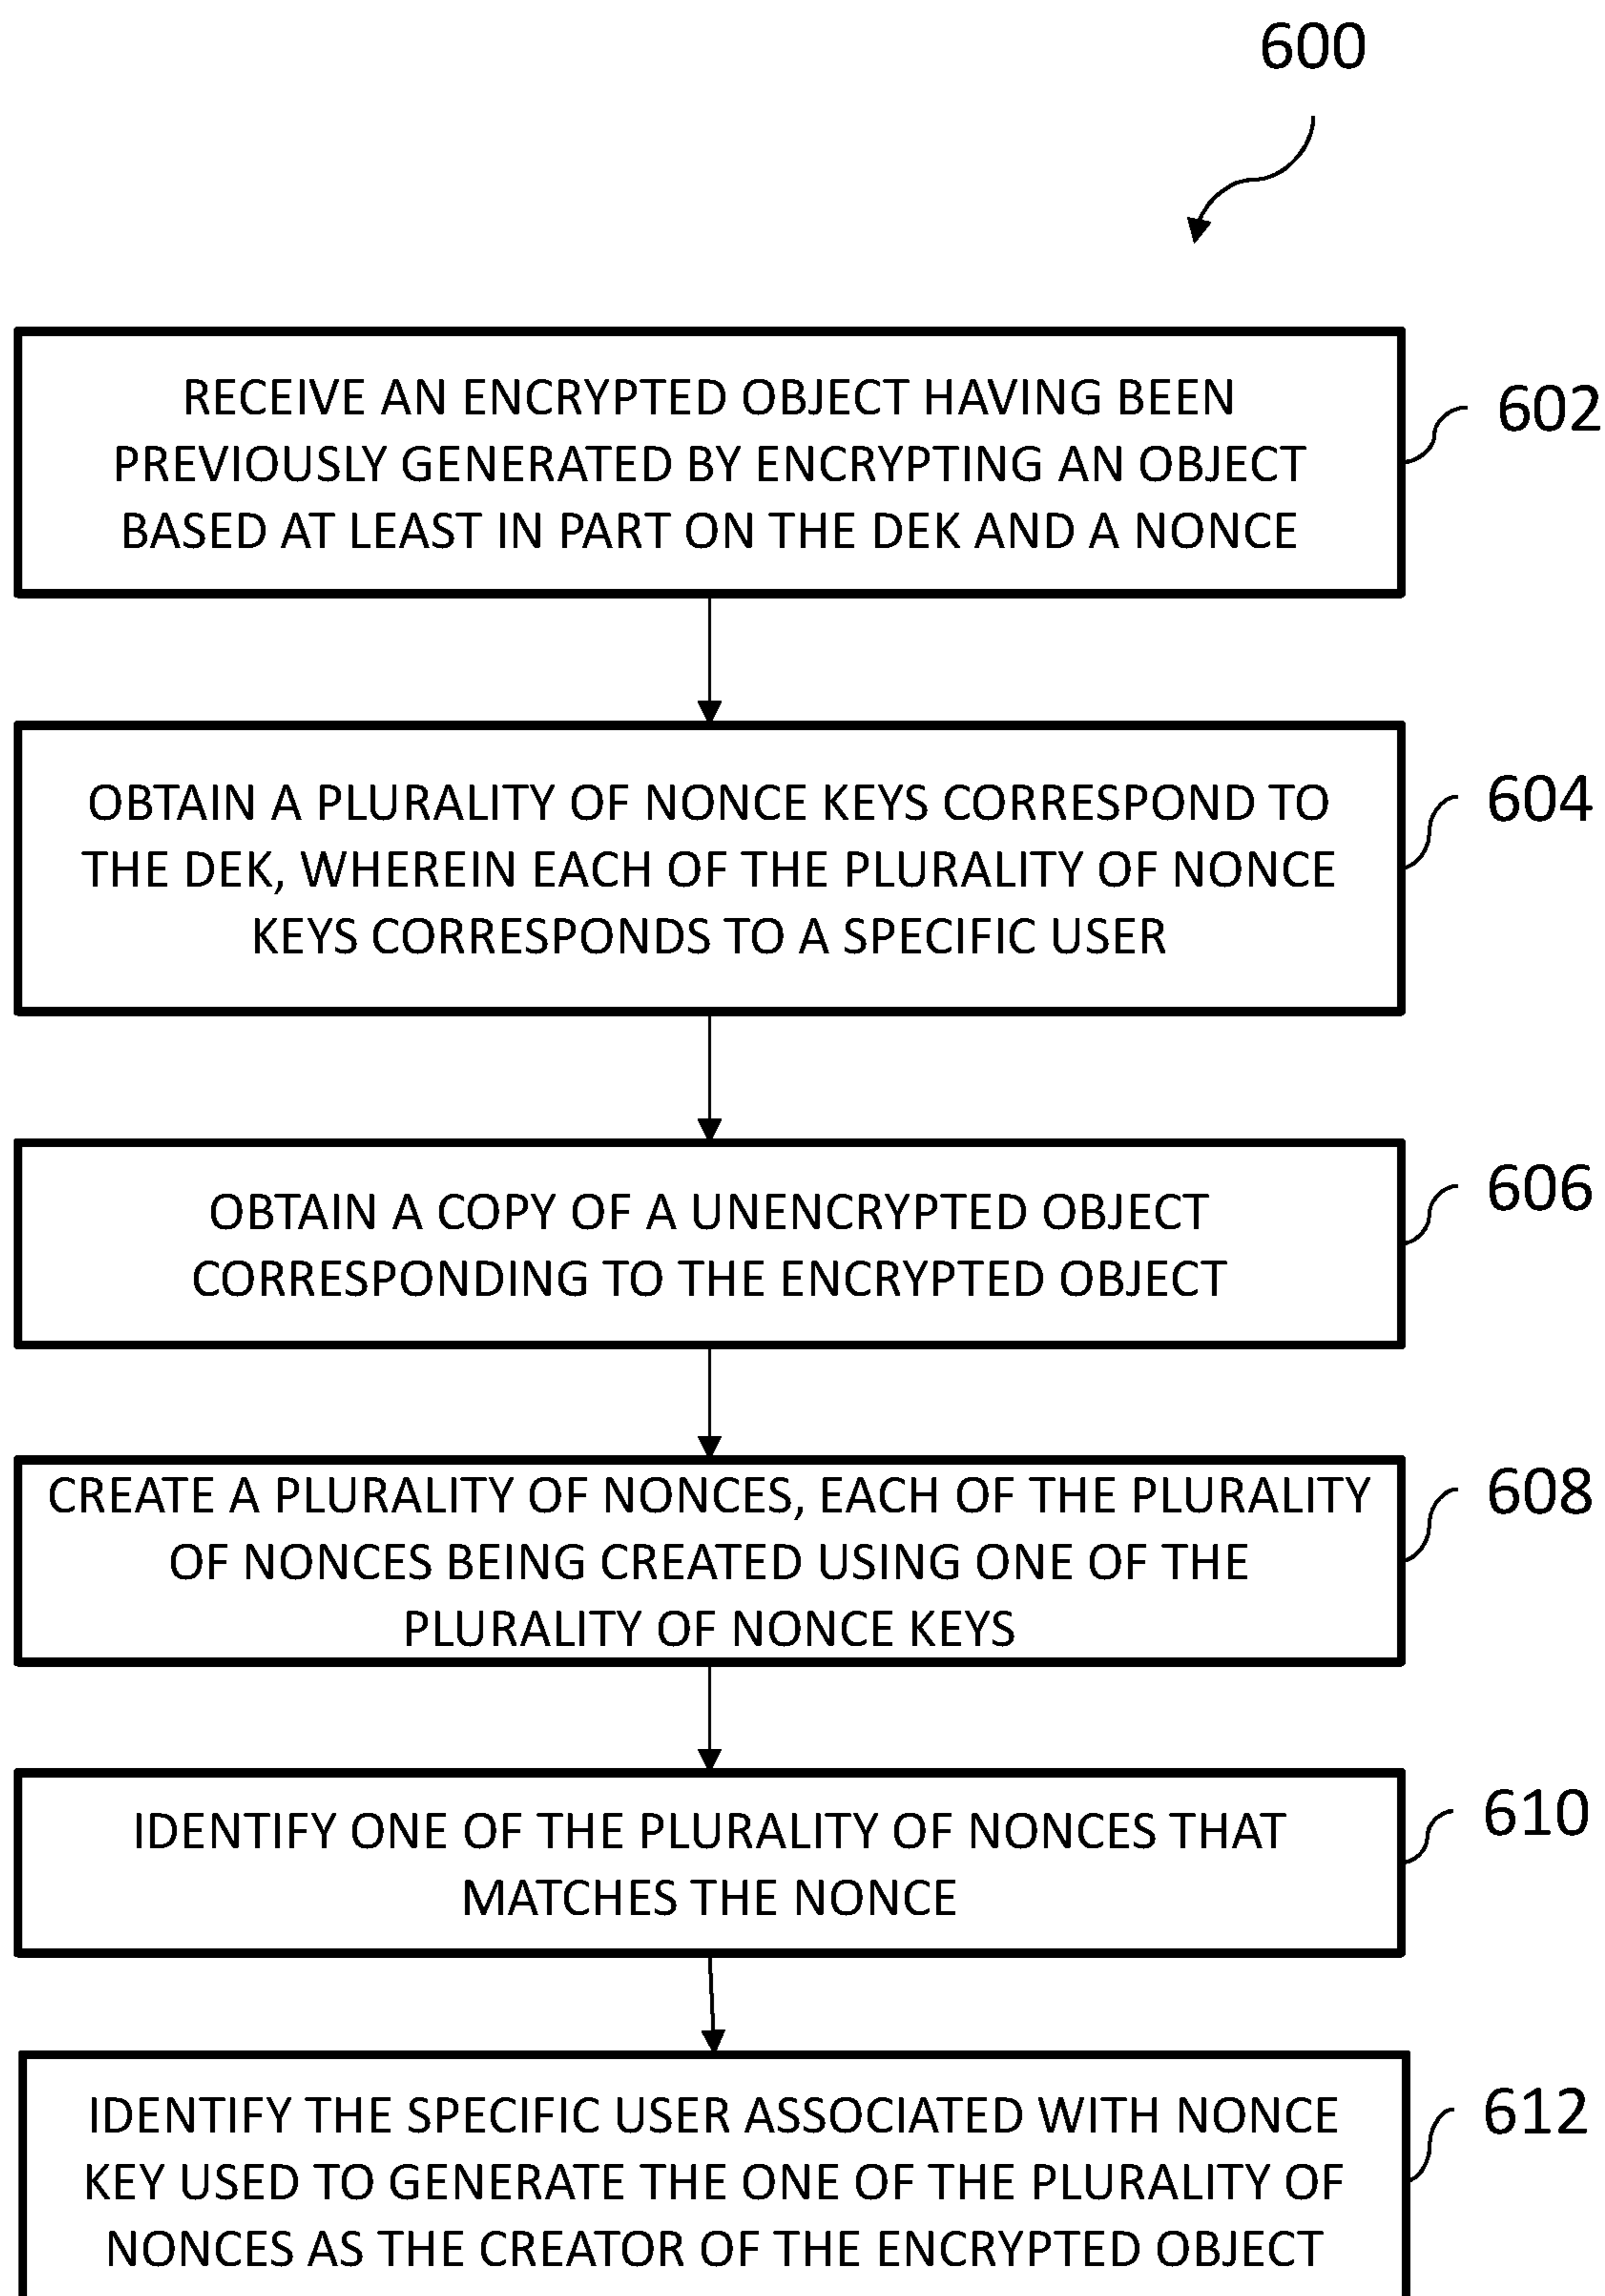 600
RECEIVE AN ENCRYPTED OBJECT HAVING BEEN
PREVIOUSLY GENERATED BY ENCRYPTING AN OBJECT
BASED AT LEAST IN PART ON THE DEK AND A NONCE
602
OBTAIN A PLURALITY OF NONCE KEYS CORRESPOND TO
THE DEK, WHEREIN EACH OF THE PLURALITY OF NONCE
KEYS CORRESPONDS TO A SPECIFIC USER
604
OBTAIN A COPY OF A UNENCRYPTED OBJECT
CORRESPONDING TO THE ENCRYPTED OBJECT
606
CREATE A PLURALITY OF NONCES, EACH OF THE PLURALITY
OF NONCES BEING CREATED USING ONE OF THE
PLURALITY OF NONCE KEYS
608
IDENTIFY ONE OF THE PLURALITY OF NONCES THAT
MATCHES THE NONCE
610
IDENTIFY THE SPECIFIC USER ASSOCIATED WITH NONCE
KEY USED TO GENERATE THE ONE OF THE PLURALITY OF
NONCES AS THE CREATOR OF THE ENCRYPTED OBJECT
612